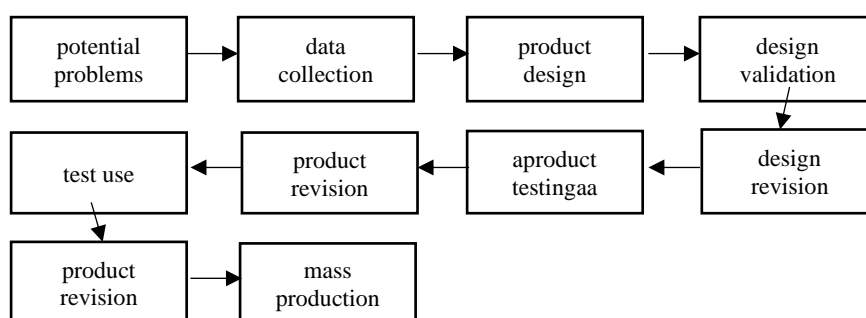 potential
problems
data
collection
product
design
design
validation
design
revision
aproduct
testingaa
product
revision
test use
product
revision
mass
production